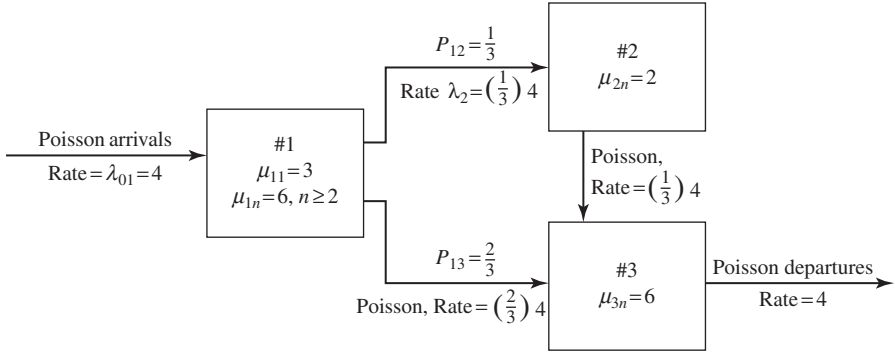 P₁₂ = 1/3
Rate λ₂ = (1/3) 4
#2
μ₂ₙ = 2
Poisson arrivals
Rate = λ₀₁ = 4
#1
μ₁₁ = 3
μ₁ₙ = 6, n ≥ 2
Poisson,
Rate = (1/3) 4
P₁₃ = 2/3
Poisson, Rate = (2/3) 4
#3
μ₃ₙ = 6
Poisson departures
Rate = 4